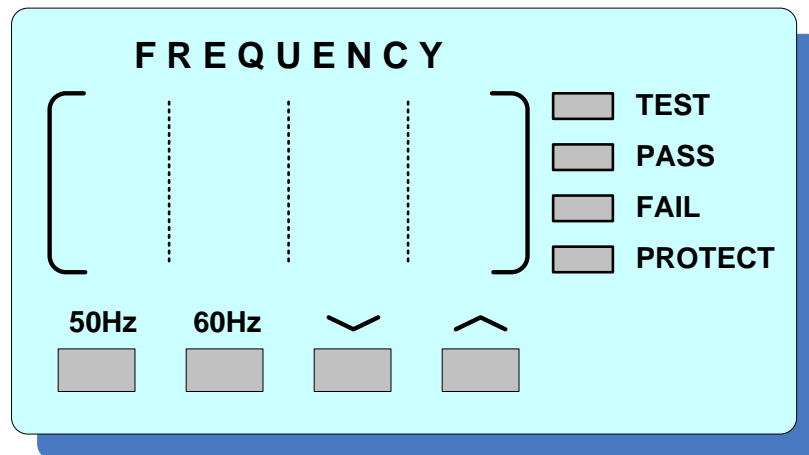 FREQUENCY
TEST
PASS
FAIL
PROTECT
50Hz 60Hz